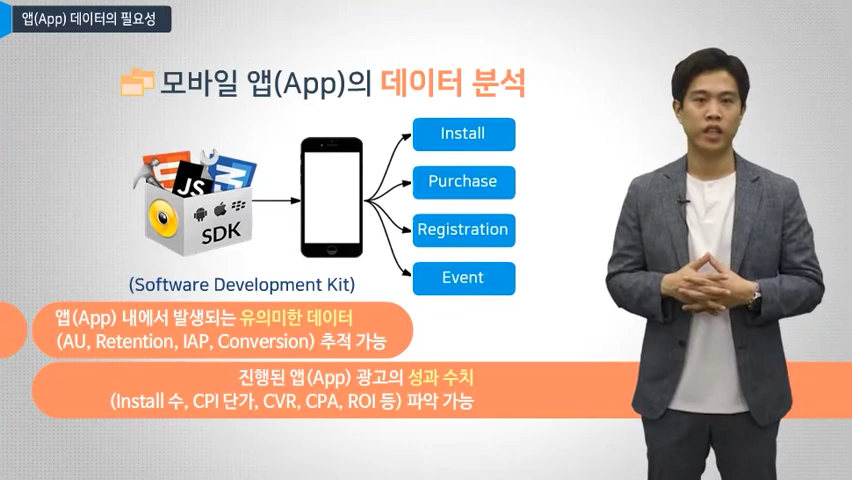 앱(App) 데이터의 필요성
모바일 앱(App)의 데이터 분석
JS
SDK
Install
Purchase
Registration
Event
(Software Development Kit)
앱(App) 내에서 발생되는 유의미한 데이터
(AU, Retention, IAP, Conversion) 추적 가능
진행된 앱(App) 광고의 성과 수치
(Install 수, CPI 단가, CVR, CPA, ROI 등) 파악 가능